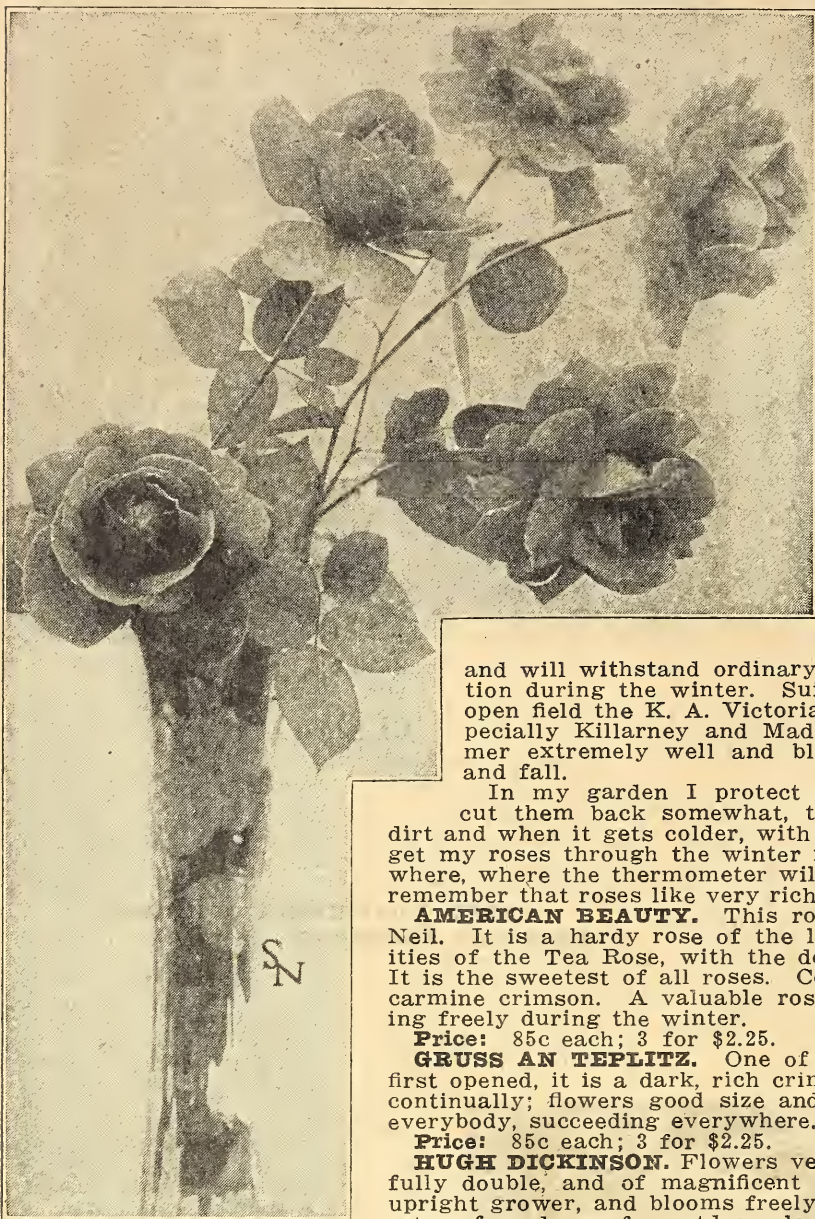 SN
and will withstand ordinary
tion during the winter. Sui
open field the K. A. Victoria
pecially Killarney and Mad
mer extremely well and bl
and fall.
In my garden I protect
cut them back somewhat, t
dirt and when it gets colder, with
get my roses through the winter
where, where the thermometer wil
remember that roses like very rich
AMERICAN BEAUTY. This ro
Neil. It is a hardy rose of the l
ities of the Tea Rose, with the d
It is the sweetest of all roses. C
carmine crimson. A valuable ros
ing freely during the winter.
Price: 85c each; 3 for $2.25.
GRUSS AN TEPLITZ. One of
first opened, it is a dark, rich crin
continually; flowers good size and
everybody, succeeding everywhere.
Price: 85c each; 3 for $2.25.
HUGH DICKINSON. Flowers ve
fully double, and of magnificent
upright grower, and blooms freely